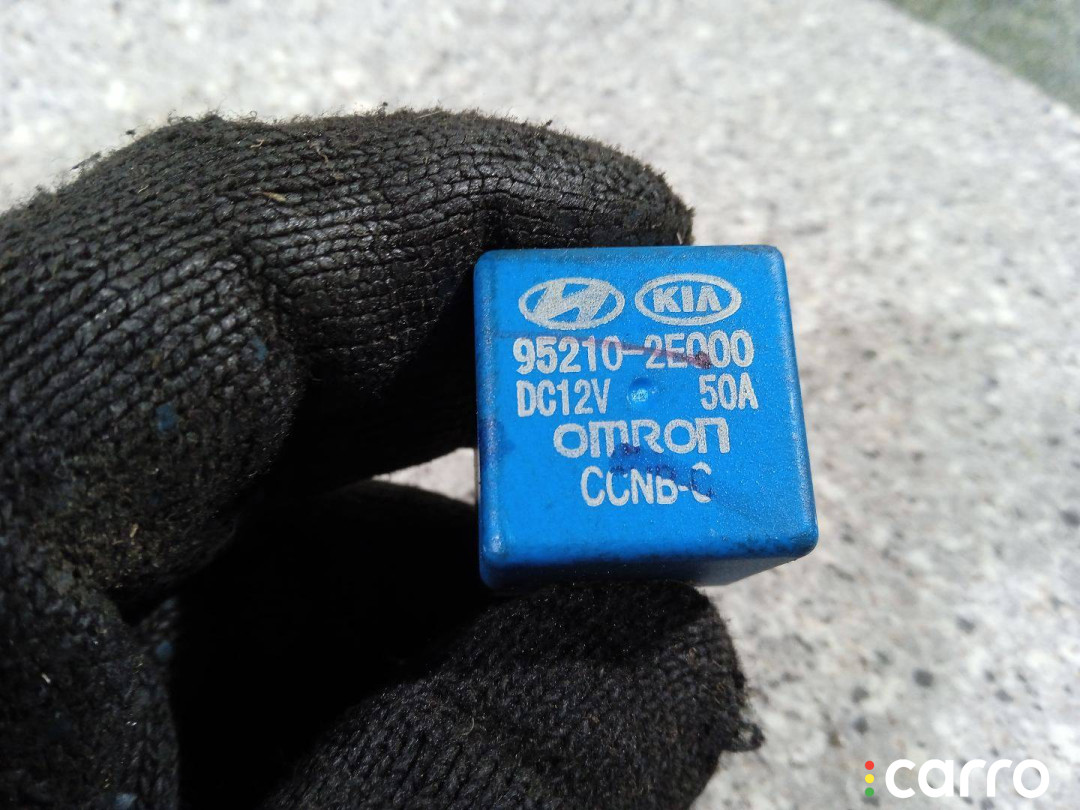 KIA
95210-2E000
DC12V 50A
OMRON
CCNB-C
carro